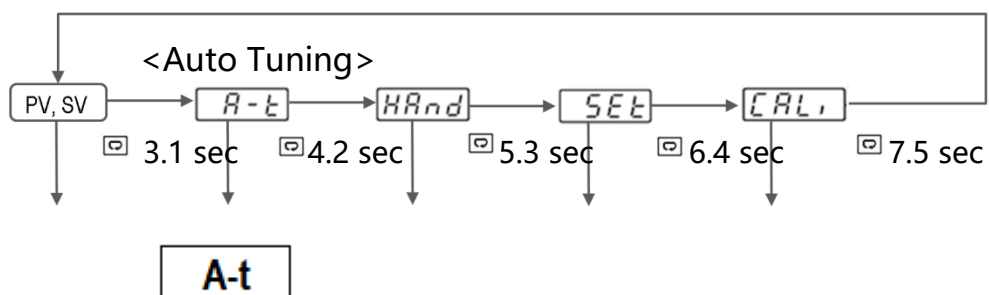 <Auto Tuning>
PV, SV A-t HAnd SEt CALi
3.1 sec 4.2 sec 5.3 sec 6.4 sec 7.5 sec
A-t